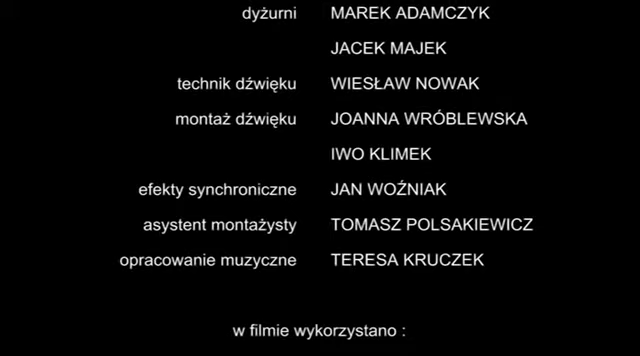 dyżurni MAREK ADAMCZYK
JACEK MAJEK
technik dźwięku WIESŁAW NOWAK
montaż dźwięku JOANNA WRÓBLEWSKA
IWO KLIMEK
efekty synchroniczne JAN WOŹNIAK
asystent montażysty TOMASZ POLSAKIEWICZ
opracowanie muzyczne TERESA KRUCZEK
w filmie wykorzystano :